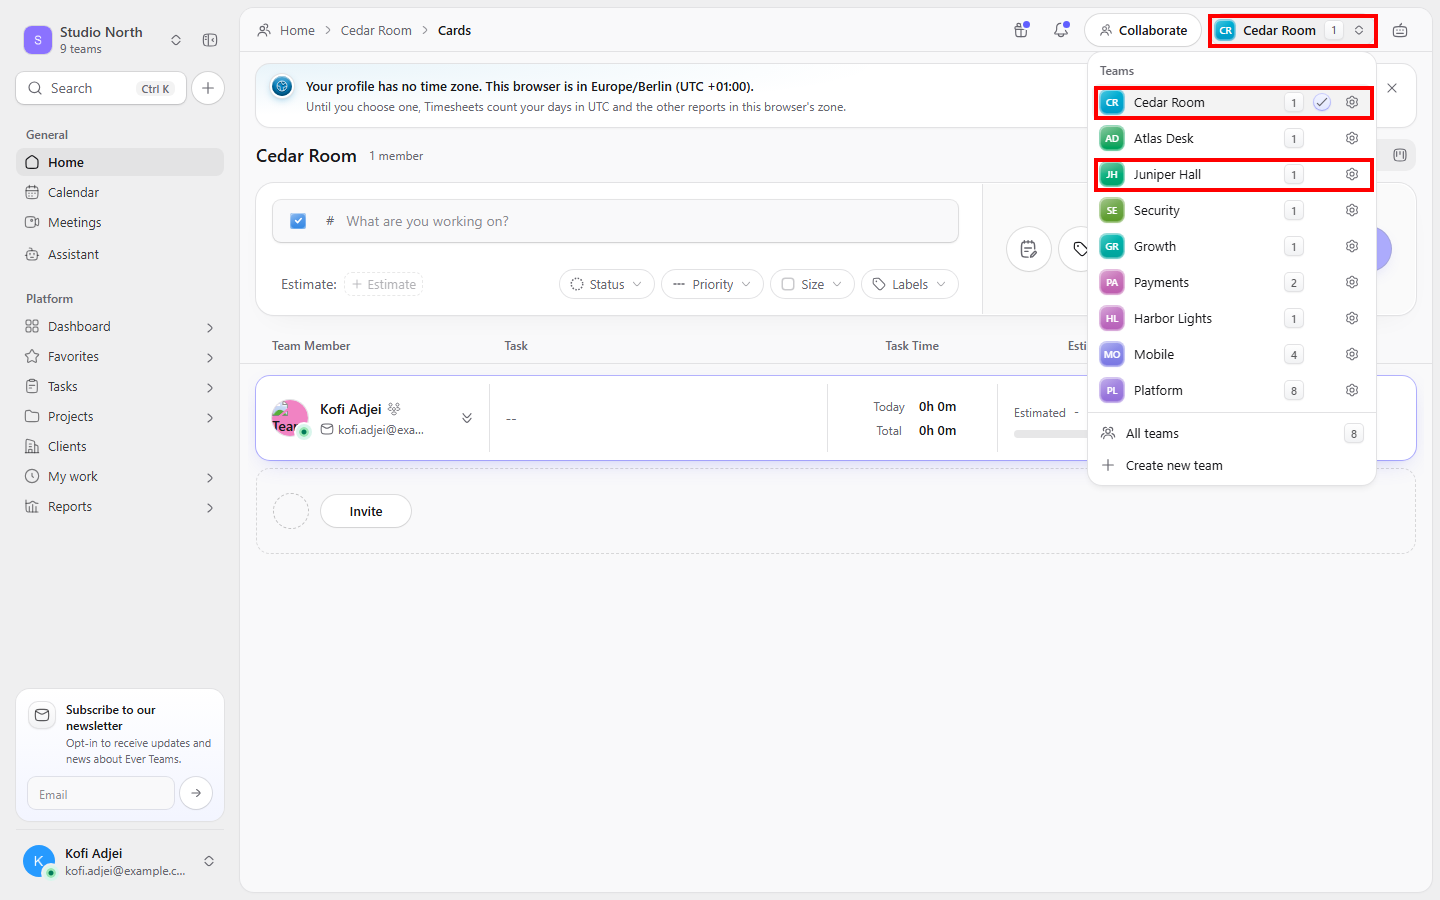 S
Studio North
9 teams
Search
Ctrl K
General
Home
Calendar
Meetings
Assistant
Platform
Dashboard
Favorites
Tasks
Projects
Clients
My work
Reports
Subscribe to our
newsletter
Opt-in to receive updates and
news about Ever Teams.
Email
K
Kofi Adjei
kofi.adjei@example.c...
Home
Cedar Room
Cards
Collaborate
CR Cedar Room 1
Your profile has no time zone. This browser is in Europe/Berlin (UTC +01:00).
Until you choose one, Timesheets count your days in UTC and the other reports in this browser's zone.
Cedar Room 1 member
# What are you working on?
Estimate: + Estimate
Status
Priority
Size
Labels
Team Member
Task
Task Time
Esti
Kofi Adjei
kofi.adjei@exa...
--
Today 0h 0m
Total 0h 0m
Estimated -
Invite
Teams
CR Cedar Room 1
AD Atlas Desk 1
JH Juniper Hall 1
SE Security 1
GR Growth 1
PA Payments 2
HL Harbor Lights 1
MO Mobile 4
PL Platform 8
All teams 8
Create new team